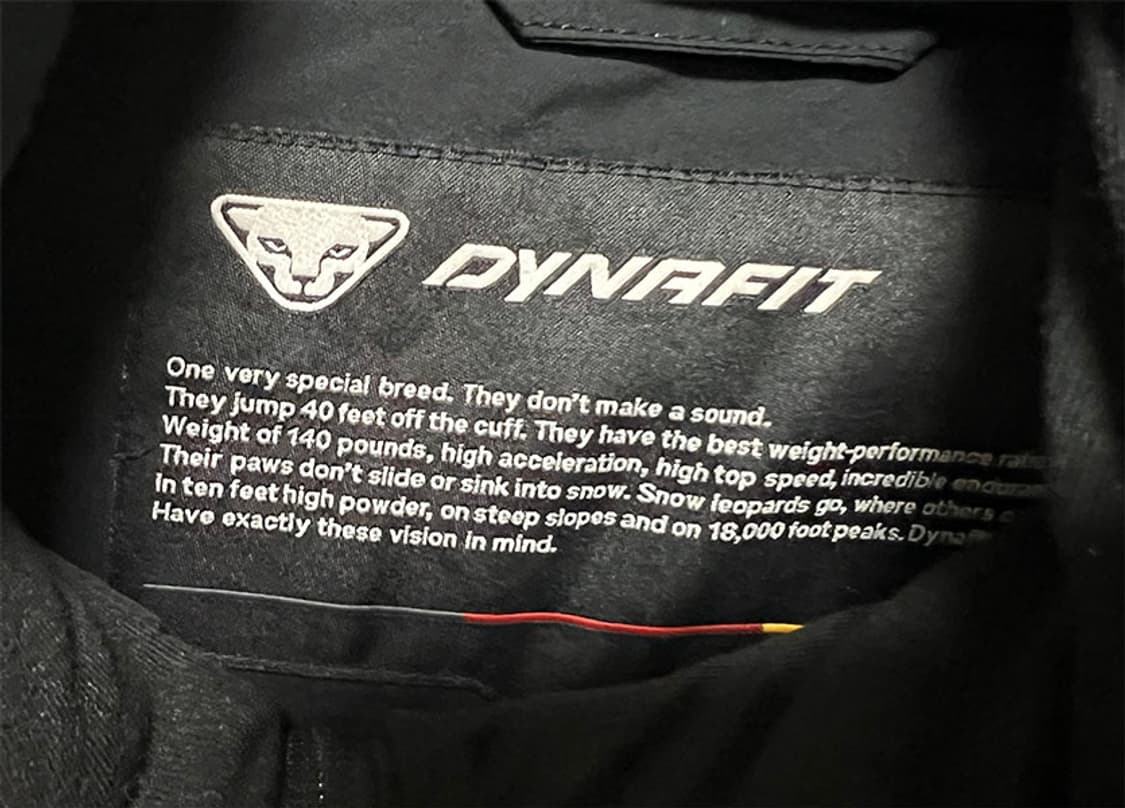 DYNAFIT
One very special breed. They don't make a sound.
They jump 40 feet off the cuff. They have the best weight-performance
Weight of 140 pounds, high acceleration, high top speed, incredible
Their paws don't slide or sink into snow. Snow leopards go, where others
In ten feet high powder, on steep slopes and on 18,000 foot peaks.
Have exactly these vision in mind.